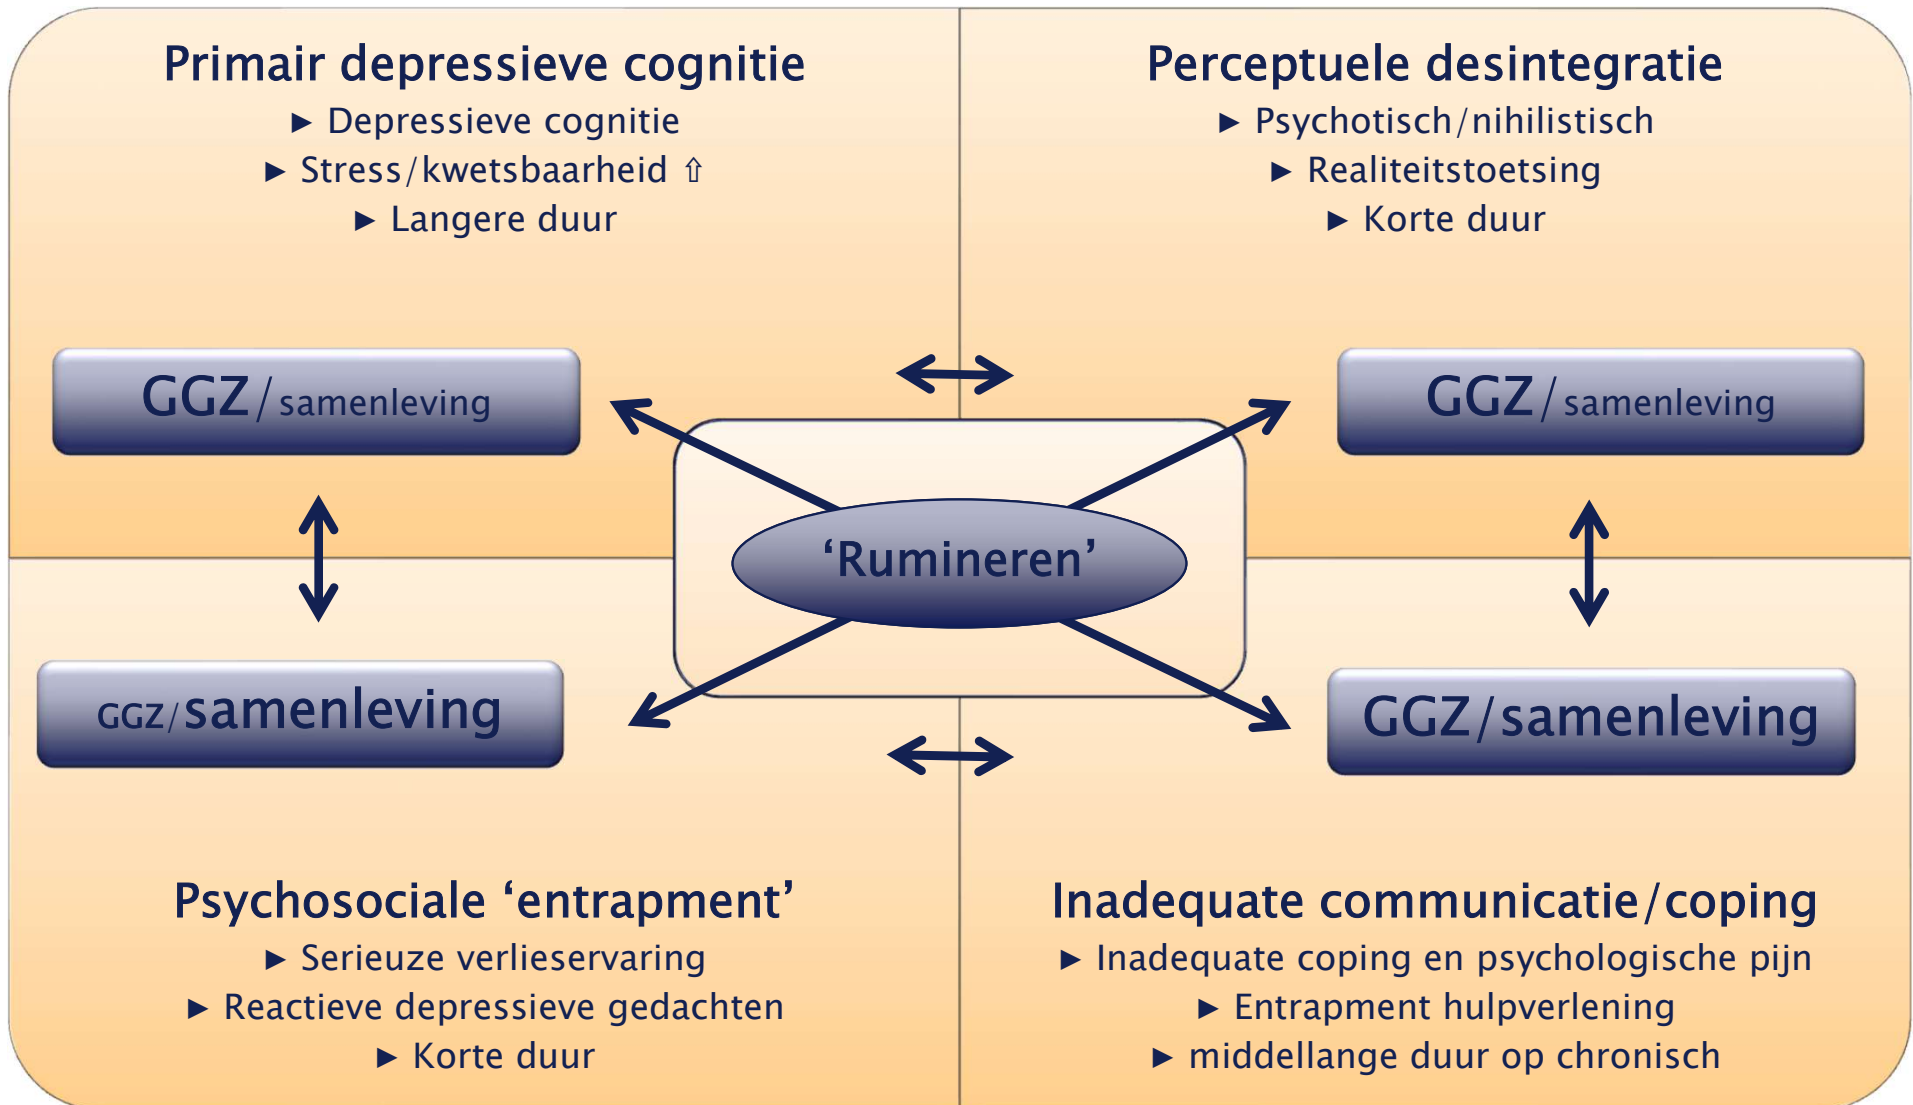 Primair depressieve cognitie
► Depressieve cognitie
► Stress/kwetsbaarheid ⇧
► Langere duur
GGZ/samenleving
Perceptuele desintegratie
► Psychotisch/nihilistisch
► Realiteitstoetsing
► Korte duur
GGZ/samenleving
‘Rumineren’
GGZ/samenleving
Psychosociale ‘entrapment’
► Serieuze verlieservaring
► Reactieve depressieve gedachten
► Korte duur
GGZ/samenleving
Inadequate communicatie/coping
► Inadequate coping en psychologische pijn
► Entrapment hulpverlening
► middellange duur op chronisch